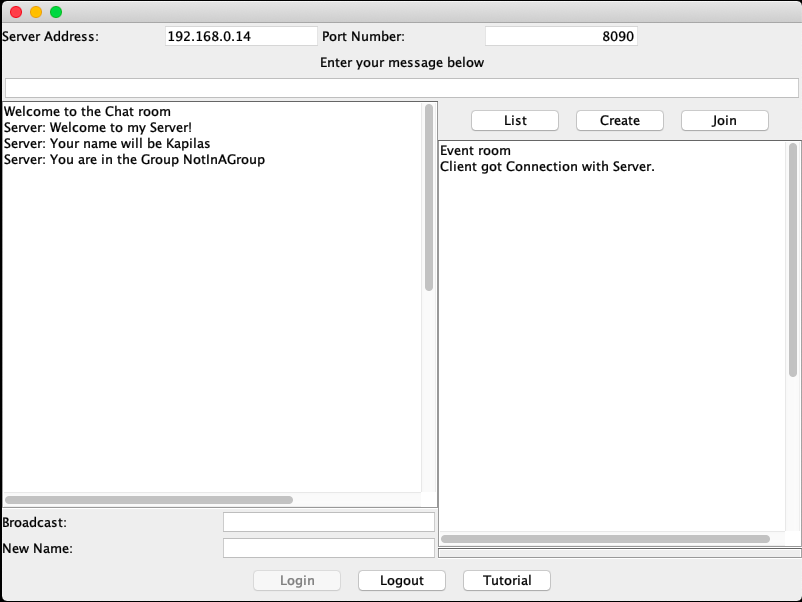 Server Address: 192.168.0.14 Port Number: 8090
Enter your message below
List Create Join
Welcome to the Chat room
Server: Welcome to my Server!
Server: Your name will be Kapilas
Server: You are in the Group NotInAGroup
Event room
Client got Connection with Server.
Broadcast:
New Name:
Login Logout Tutorial